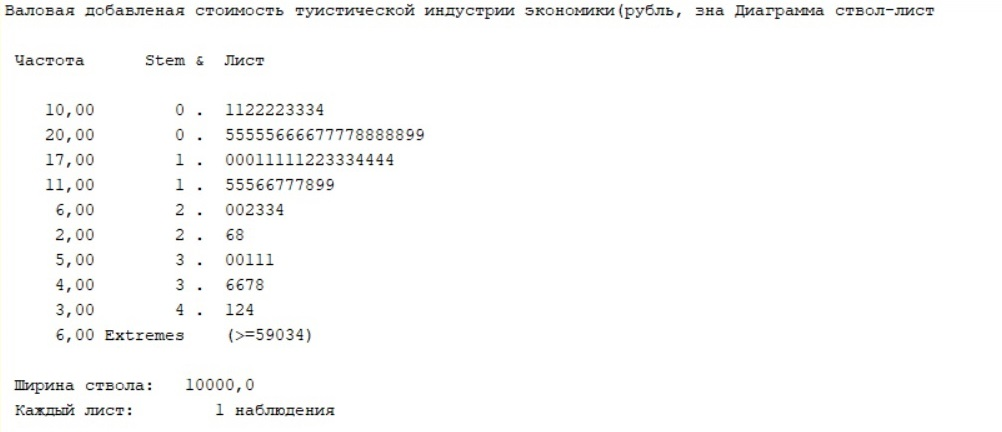 Валовая добавленая стоимость туистической индустрии экономики(рубль, зна Диаграмма ствол-лист
Частота Stem & Лист
10,00 0 . 1122223334
20,00 0 . 55555666677778888899
17,00 1 . 00011111223334444
11,00 1 . 55566777899
6,00 2 . 002334
2,00 2 . 68
5,00 3 . 00111
4,00 3 . 6678
3,00 4 . 124
6,00 Extremes (>=59034)
Ширина ствола: 10000,0
Каждый лист: 1 наблюдения